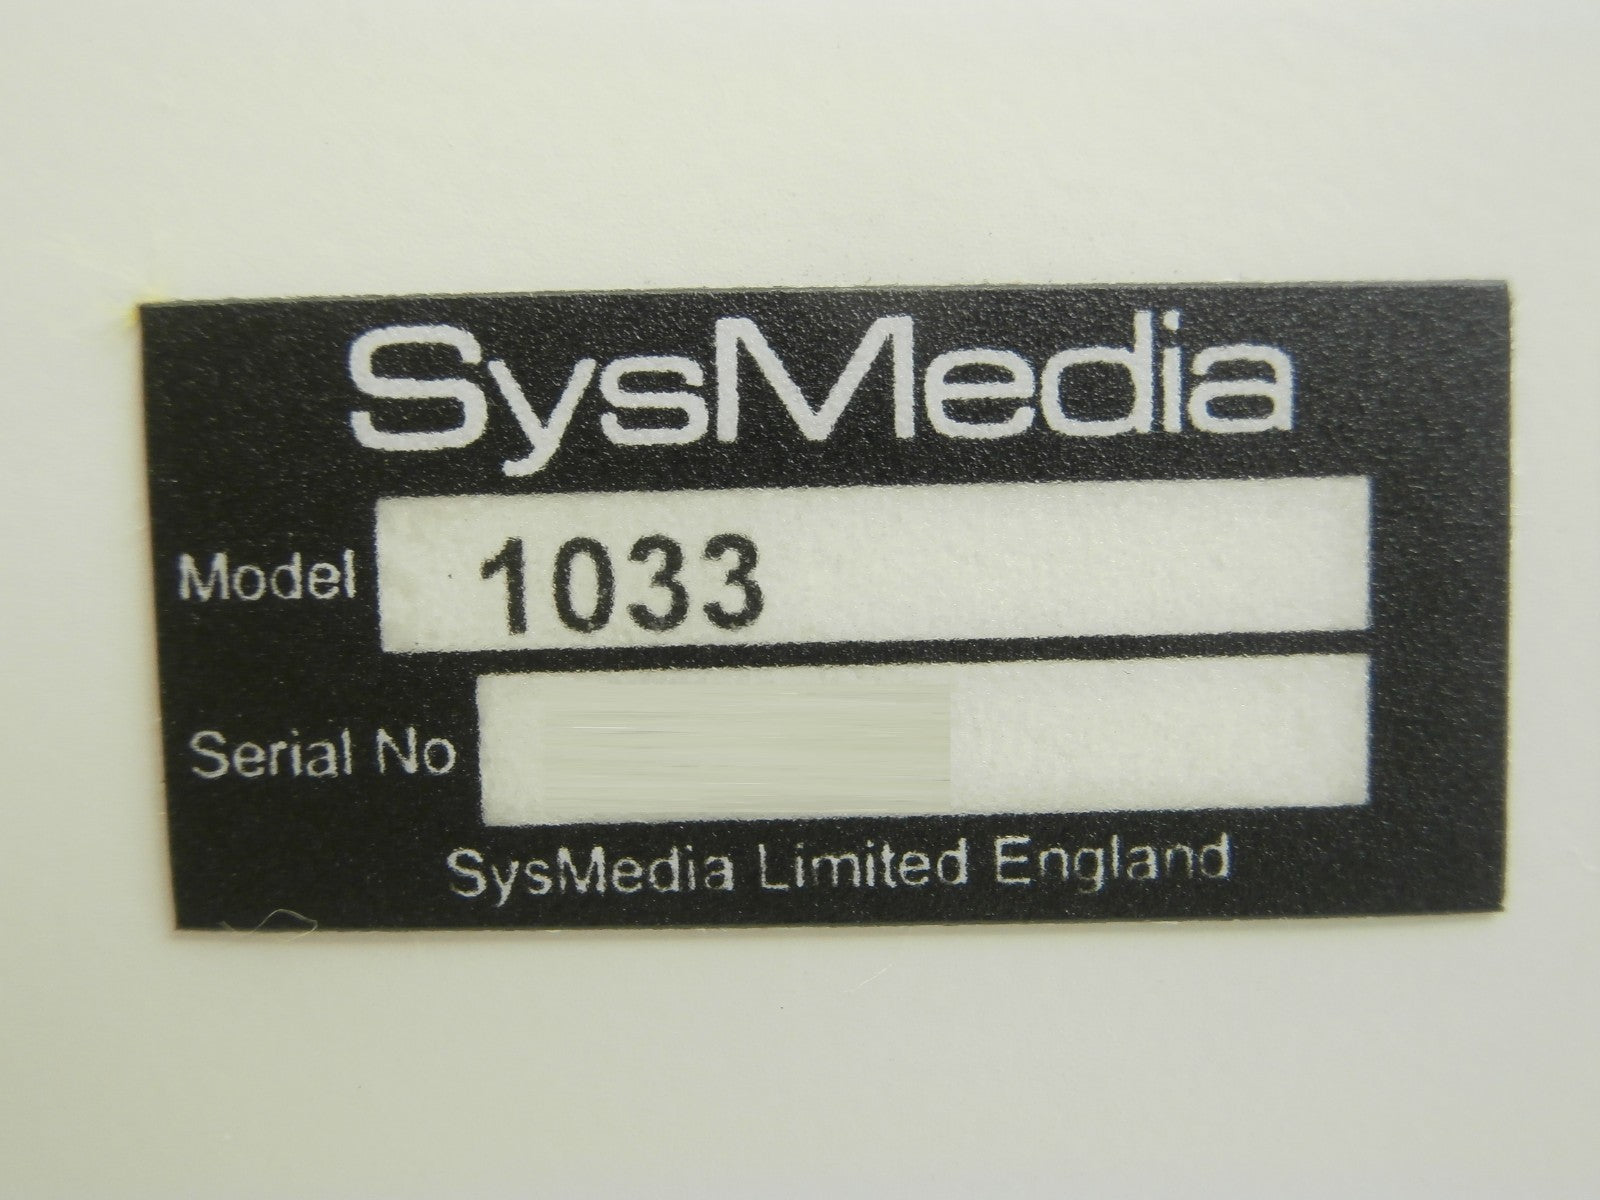 SysMedia
Model 1033
Serial No
SysMedia Limited England